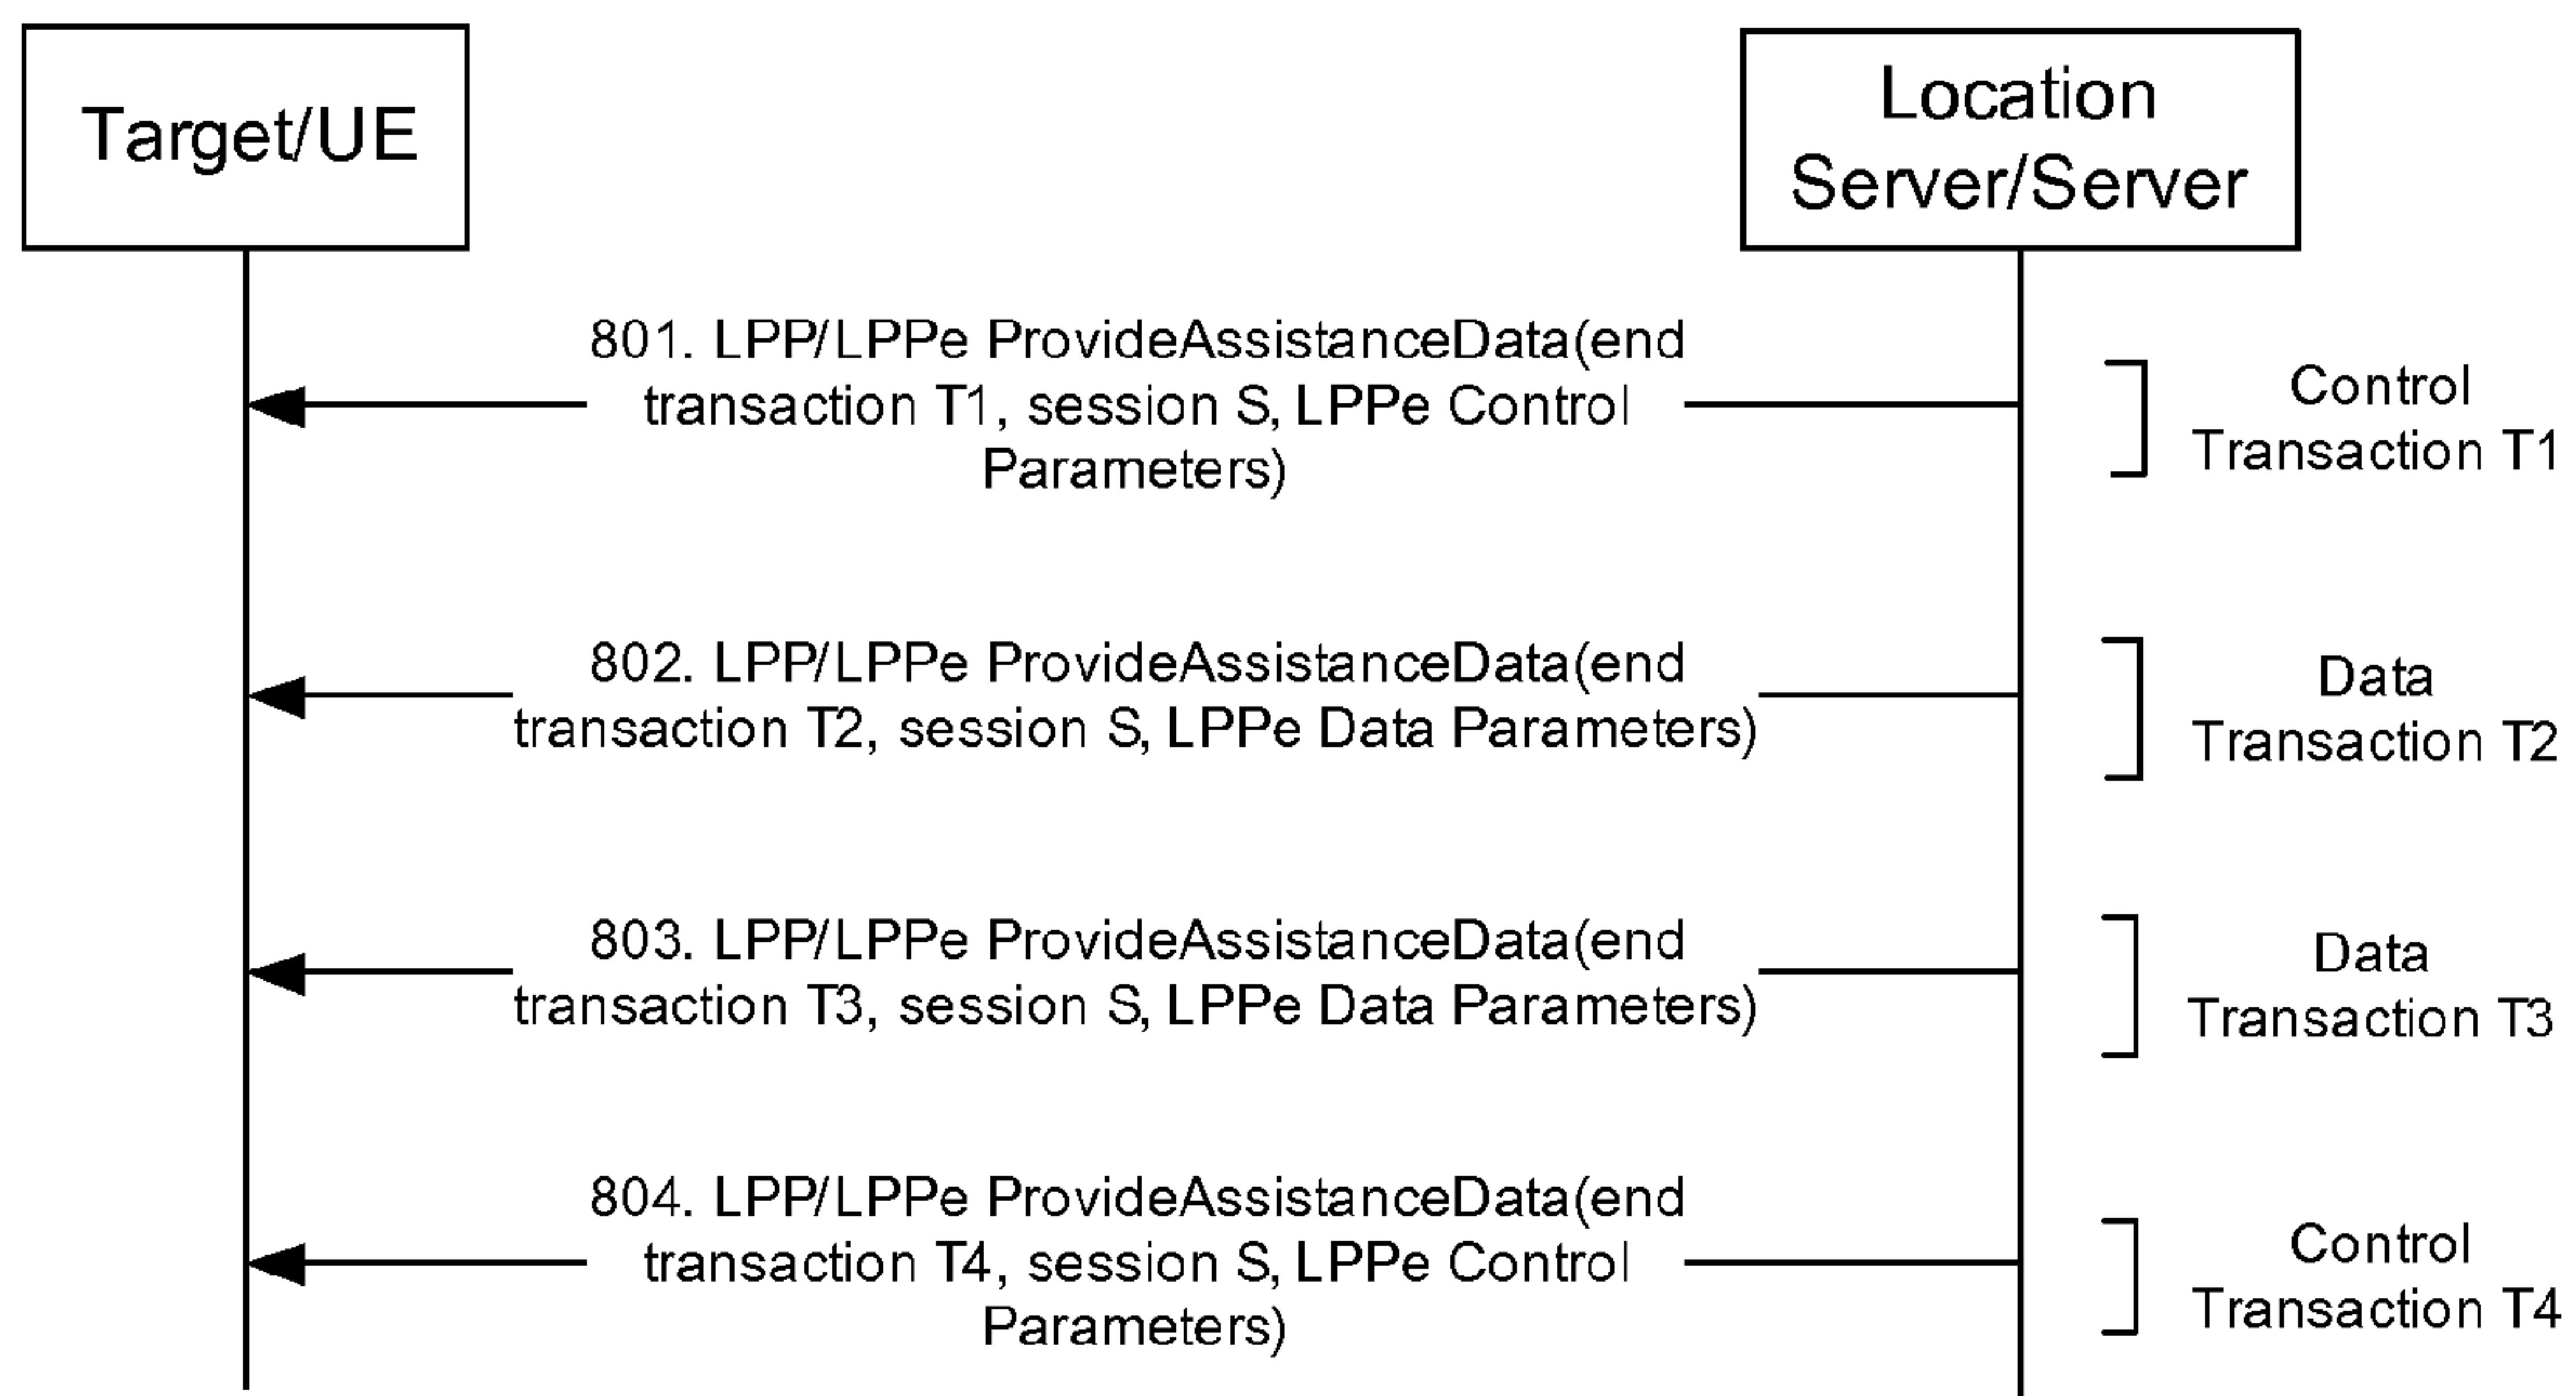 Target/UE
Location
Server/Server
801. LPP/LPPe ProvideAssistanceData(end
transaction T1, session S, LPPe Control
Parameters)
Control
Transaction T1
802. LPP/LPPe ProvideAssistanceData(end
transaction T2, session S, LPPe Data Parameters)
Data
Transaction T2
803. LPP/LPPe ProvideAssistanceData(end
transaction T3, session S, LPPe Data Parameters)
Data
Transaction T3
804. LPP/LPPe ProvideAssistanceData(end
transaction T4, session S, LPPe Control
Parameters)
Control
Transaction T4